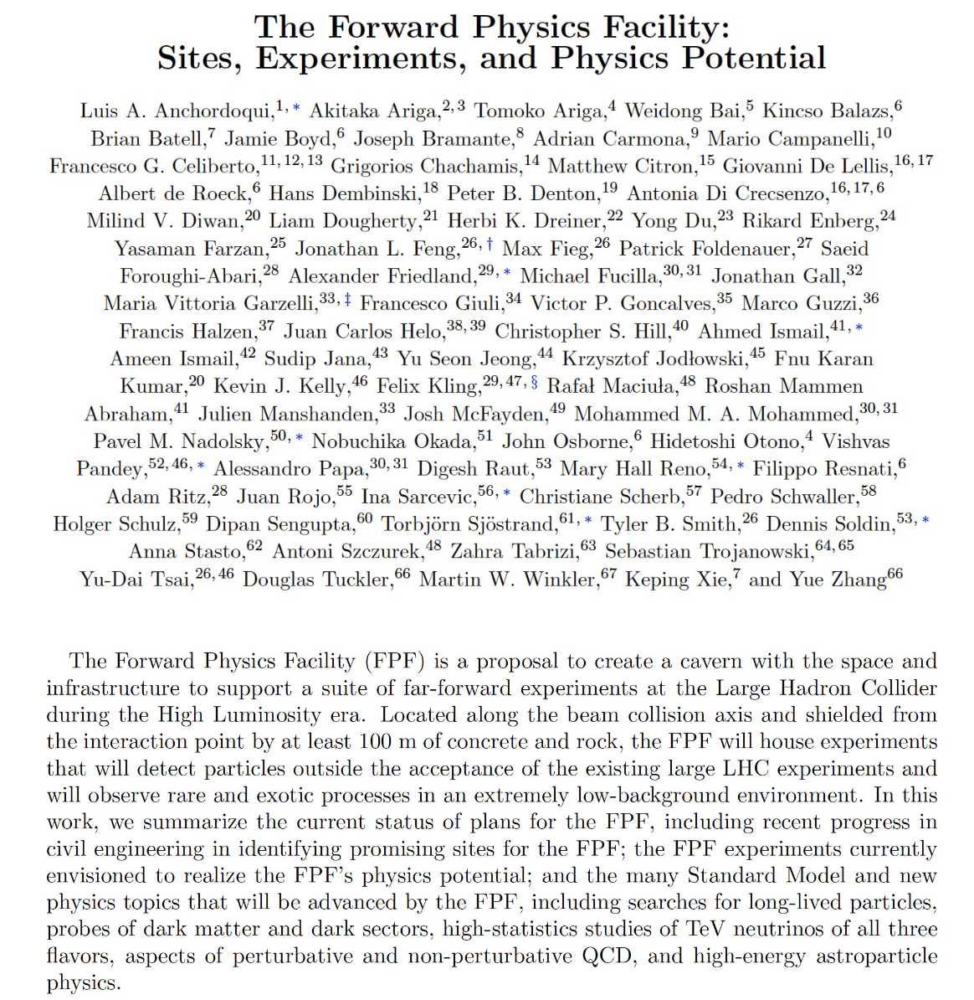 The Forward Physics Facility:
Sites, Experiments, and Physics Potential
Luis A. Anchordoqui,1, * Akitaka Ariga,2, 3 Tomoko Ariga,4 Weidong Bai,5 Kincso Balazs,6
Brian Batell,7 Jamie Boyd,6 Joseph Bramante,8 Adrian Carmona,9 Mario Campanelli,10
Francesco G. Celiberto,11, 12, 13 Grigorios Chachamis,14 Matthew Citron,15 Giovanni De Lellis,16, 17
Albert de Roeck,6 Hans Dembinski,18 Peter B. Denton,19 Antonia Di Crecsenzo,16, 17, 6
Milind V. Diwan,20 Liam Dougherty,21 Herbi K. Dreiner,22 Yong Du,23 Rikard Enberg,24
Yasaman Farzan,25 Jonathan L. Feng,26, † Max Fieg,26 Patrick Foldenauer,27 Saeid
Foroughi-Abari,28 Alexander Friedland,29, * Michael Fucilla,30, 31 Jonathan Gall,32
Maria Vittoria Garzelli,33, ‡ Francesco Giuli,34 Victor P. Goncalves,35 Marco Guzzi,36
Francis Halzen,37 Juan Carlos Helo,38, 39 Christopher S. Hill,40 Ahmed Ismail,41, *
Ameen Ismail,42 Sudip Jana,43 Yu Seon Jeong,44 Krzysztof Jodłowski,45 Fnu Karan
Kumar,20 Kevin J. Kelly,46 Felix Kling,29, 47, § Rafał Maciuła,48 Roshan Mammen
Abraham,41 Julien Manshanden,33 Josh McFayden,49 Mohammed M. A. Mohammed,30, 31
Pavel M. Nadolsky,50, * Nobuchika Okada,51 John Osborne,6 Hidetoshi Otono,4 Vishvas
Pandey,52, 46, * Alessandro Papa,30, 31 Digesh Raut,53 Mary Hall Reno,54, * Filippo Resnati,6
Adam Ritz,28 Juan Rojo,55 Ina Sarcevic,56, * Christiane Scherb,57 Pedro Schwaller,58
Holger Schulz,59 Dipan Sengupta,60 Torbjörn Sjöstrand,61, * Tyler B. Smith,26 Dennis Soldin,53, *
Anna Stasto,62 Antoni Szczurek,48 Zahra Tabrizi,63 Sebastian Trojanowski,64, 65
Yu-Dai Tsai,26, 46 Douglas Tuckler,66 Martin W. Winkler,67 Keping Xie,7 and Yue Zhang66
The Forward Physics Facility (FPF) is a proposal to create a cavern with the space and
infrastructure to support a suite of far-forward experiments at the Large Hadron Collider
during the High Luminosity era. Located along the beam collision axis and shielded from
the interaction point by at least 100 m of concrete and rock, the FPF will house experiments
that will detect particles outside the acceptance of the existing large LHC experiments and
will observe rare and exotic processes in an extremely low-background environment. In this
work, we summarize the current status of plans for the FPF, including recent progress in
civil engineering in identifying promising sites for the FPF; the FPF experiments currently
envisioned to realize the FPF's physics potential; and the many Standard Model and new
physics topics that will be advanced by the FPF, including searches for long-lived particles,
probes of dark matter and dark sectors, high-statistics studies of TeV neutrinos of all three
flavors, aspects of perturbative and non-perturbative QCD, and high-energy astroparticle
physics.